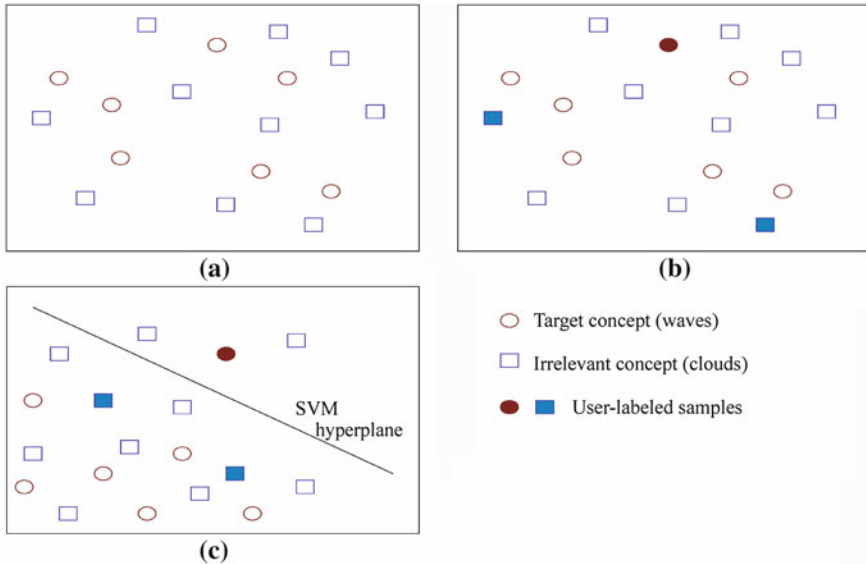 (a)
(b)
SVM
hyperplane
(c)
Target concept (waves)
Irrelevant concept (clouds)
User-labeled samples